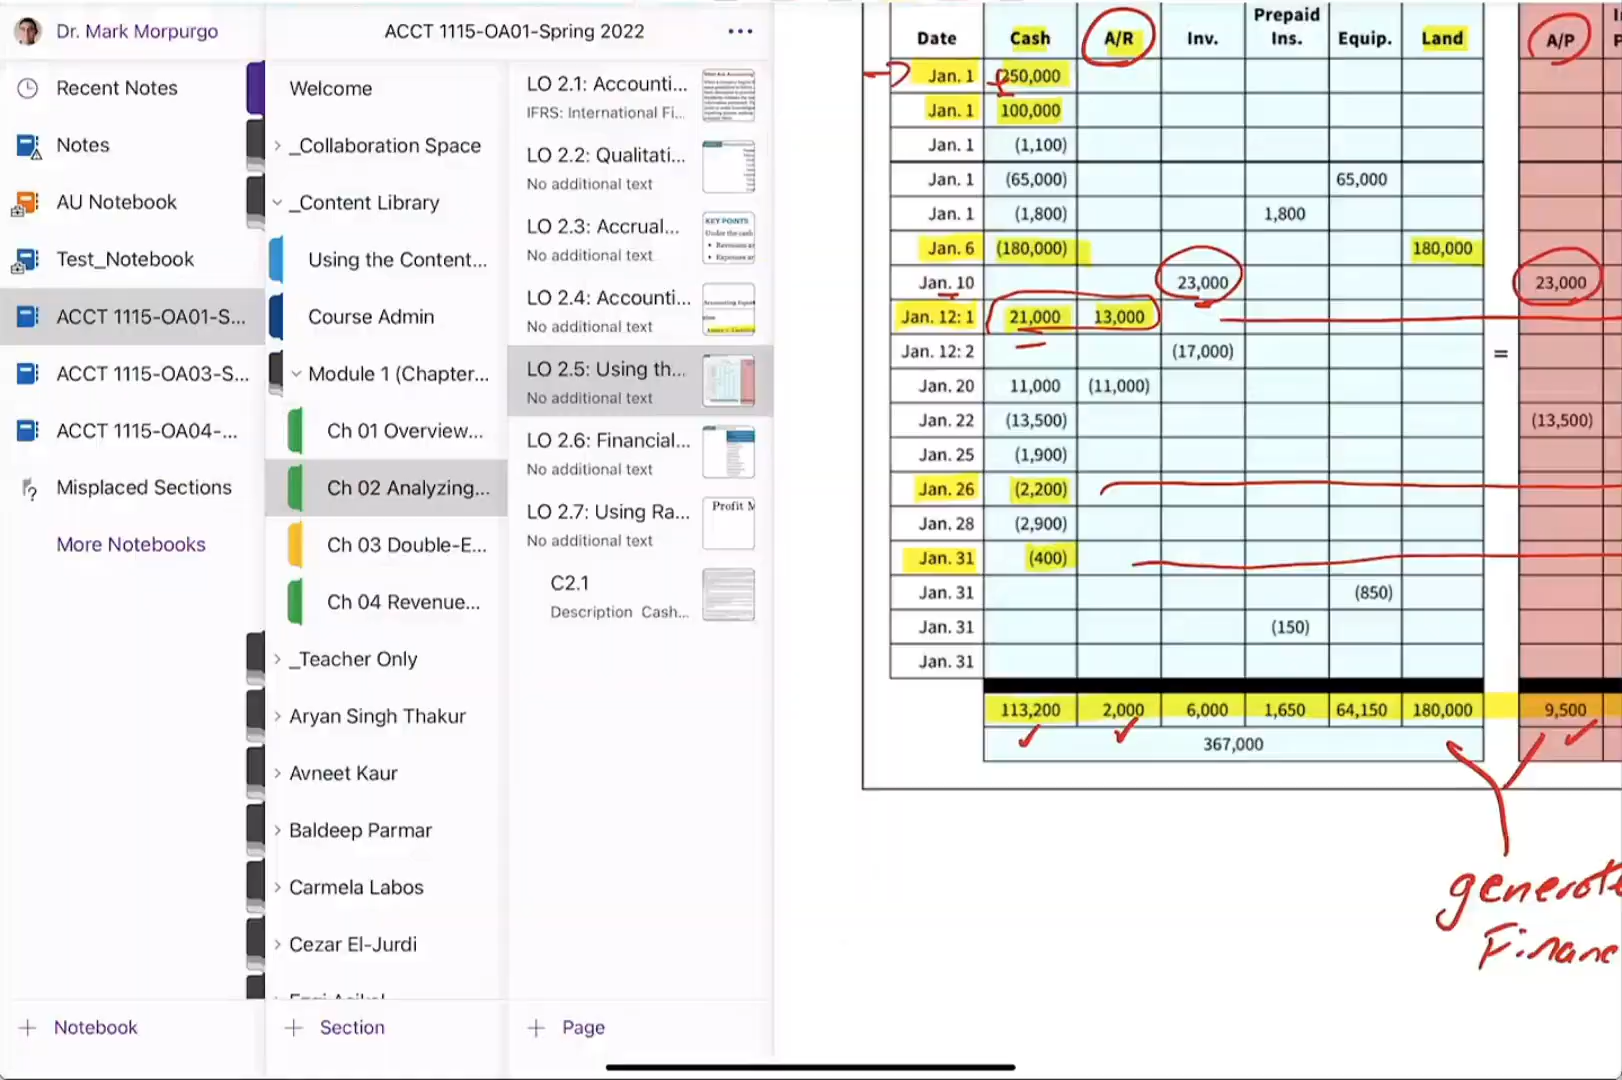 Dr. Mark Morpurgo
Recent Notes
Notes
AU Notebook
Test_Notebook
ACCT 1115-OA01-S...
ACCT 1115-OA03-S...
ACCT 1115-OA04-...
Misplaced Sections
More Notebooks
+ Notebook
ACCT 1115-OA01-Spring 2022
Welcome
_Collaboration Space
_Content Library
Using the Content...
Course Admin
Module 1 (Chapter...
Ch 01 Overview...
Ch 02 Analyzing...
Ch 03 Double-E...
Ch 04 Revenue...
_Teacher Only
Aryan Singh Thakur
Avneet Kaur
Baldeep Parmar
Carmela Labos
Cezar El-Jurdi
+ Section
LO 2.1: Accounti...
IFRS: International Fi...
LO 2.2: Qualitati...
No additional text
LO 2.3: Accrual...
No additional text
KEY POINTS
LO 2.4: Accounti...
No additional text
LO 2.5: Using th...
No additional text
LO 2.6: Financial...
No additional text
LO 2.7: Using Ra...
No additional text
Profit M
C2.1
Description Cash...
+ Page
Date Cash A/R Inv. Prepaid Ins. Equip. Land A/P
Jan. 1 250,000
Jan. 1 100,000
Jan. 1 (1,100)
Jan. 1 (65,000) 65,000
Jan. 1 (1,800) 1,800
Jan. 6 (180,000) 180,000
Jan. 10 23,000 23,000
Jan. 12: 1 21,000 13,000
Jan. 12: 2 (17,000) =
Jan. 20 11,000 (11,000)
Jan. 22 (13,500) (13,500)
Jan. 25 (1,900)
Jan. 26 (2,200)
Jan. 28 (2,900)
Jan. 31 (400)
Jan. 31 (850)
Jan. 31 (150)
Jan. 31
113,200 2,000 6,000 1,650 64,150 180,000 9,500
367,000
generate
Financ